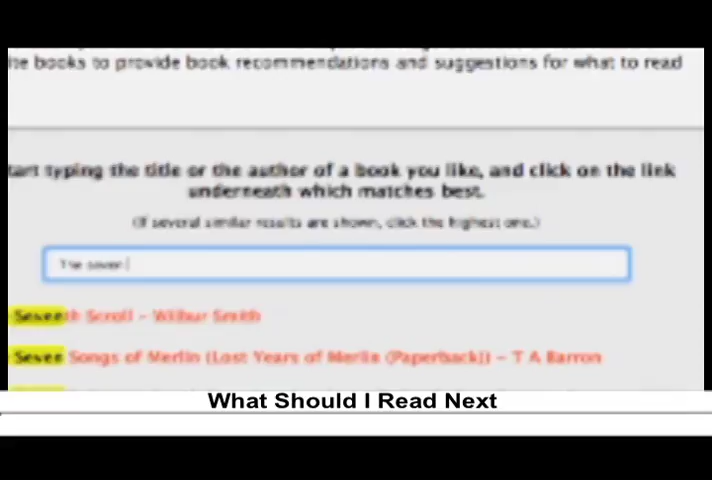 he books to provide book recommendations and suggestions for what to read
tart typing the title or the author of a book you like, and click on the link
underneath which matches best.
(If several similar results are shown, click the highest one.)
The seven
Seventh Scroll - Wilbur Smith
Seven Songs of Merlin (Lost Years of Merlin (Paperback)) - T A Barron
What Should I Read Next